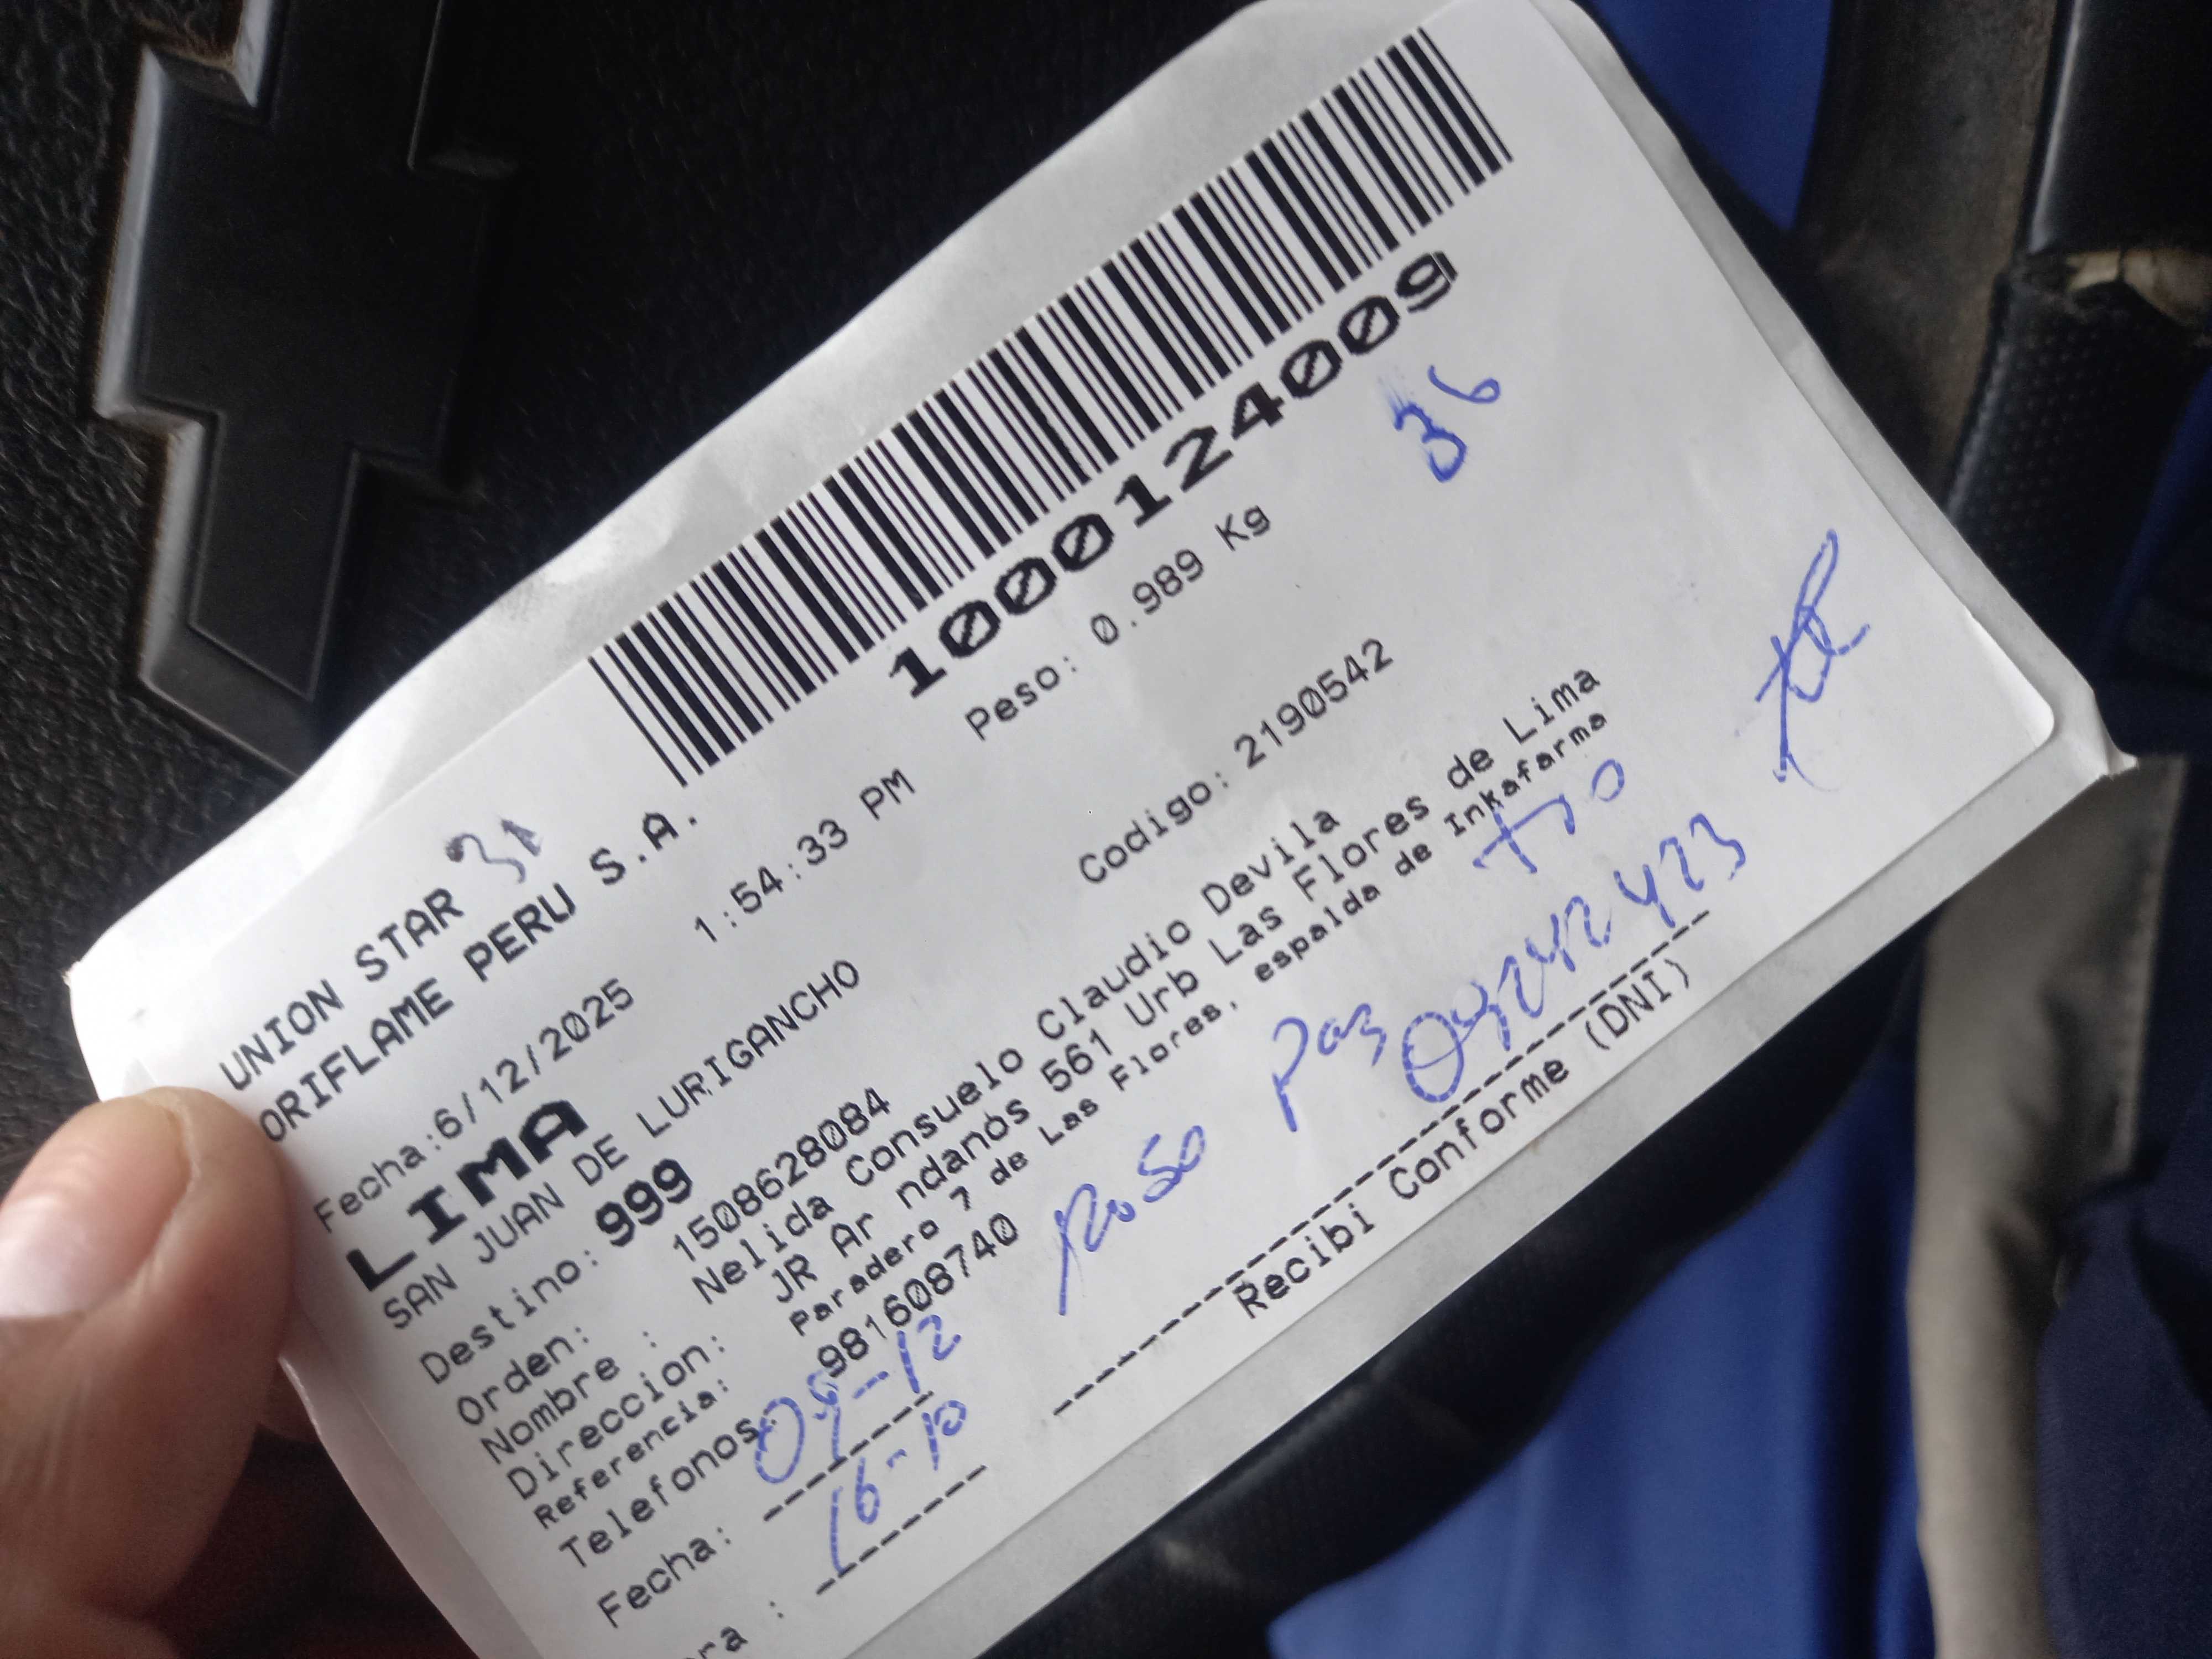 10000124009
36
Peso: 0.989 Kg
UNION STAR 31
ORIFLAME PERU S.A.
Fecha:6/12/2025 1:54:33 PM
LIMA
SAN JUAN DE LURIGANCHO
Destino: 999
Codigo: 2190542
Orden: 1508628084
Nombre : Nelida Consuelo Claudio Devila
Direccion: JR Ar ndanos 561 Urb Las Flores de Lima
Referencia: Paradero 7 de Las Flores, espalda de Inkafarma
Telefonos: 981608740
Fecha: 09-12
ora : 16-10
Recibi Conforme (DNI)